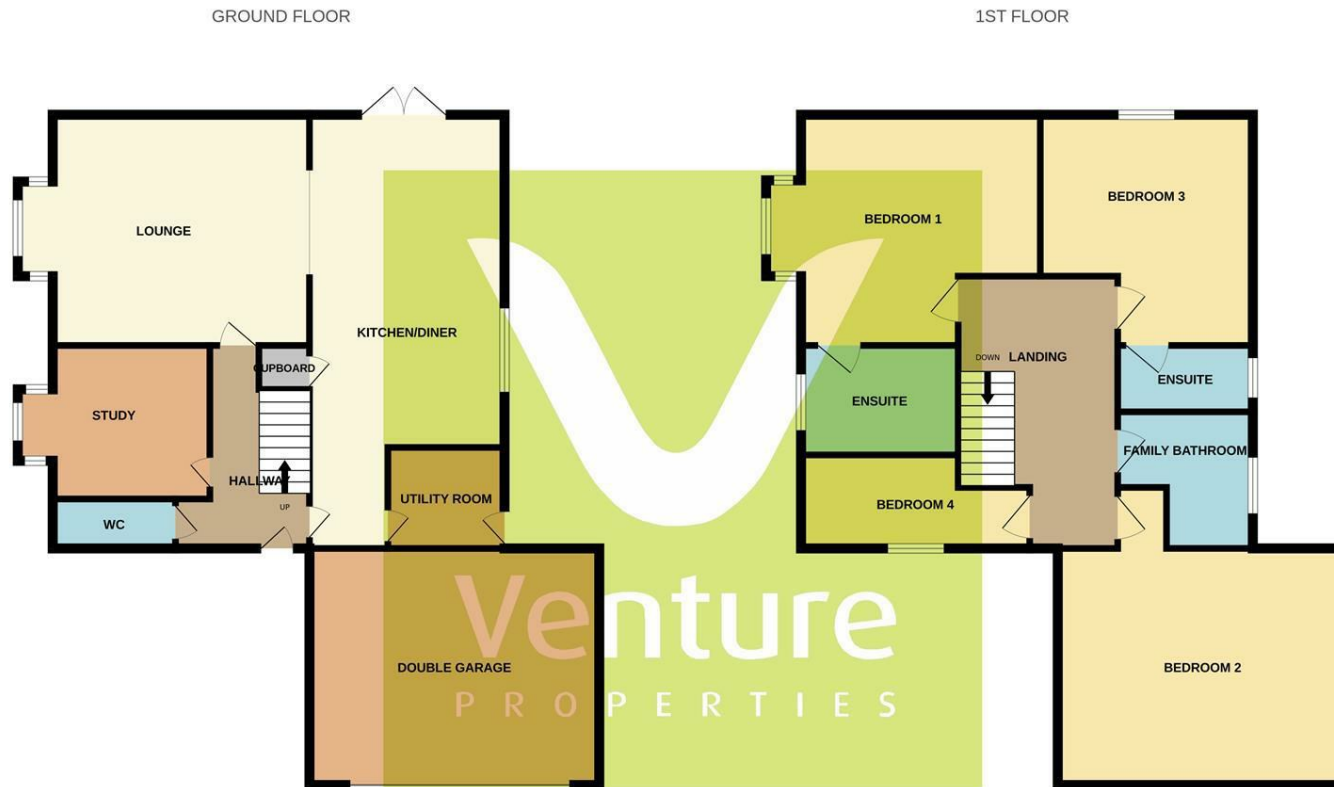 GROUND FLOOR
1ST FLOOR
LOUNGE
KITCHEN/DINER
CUPBOARD
STUDY
HALLWAY
UP
WC
UTILITY ROOM
DOUBLE GARAGE
BEDROOM 1
BEDROOM 3
DOWN
LANDING
ENSUITE
ENSUITE
FAMILY BATHROOM
BEDROOM 4
BEDROOM 2
Venture
PROPERTIES